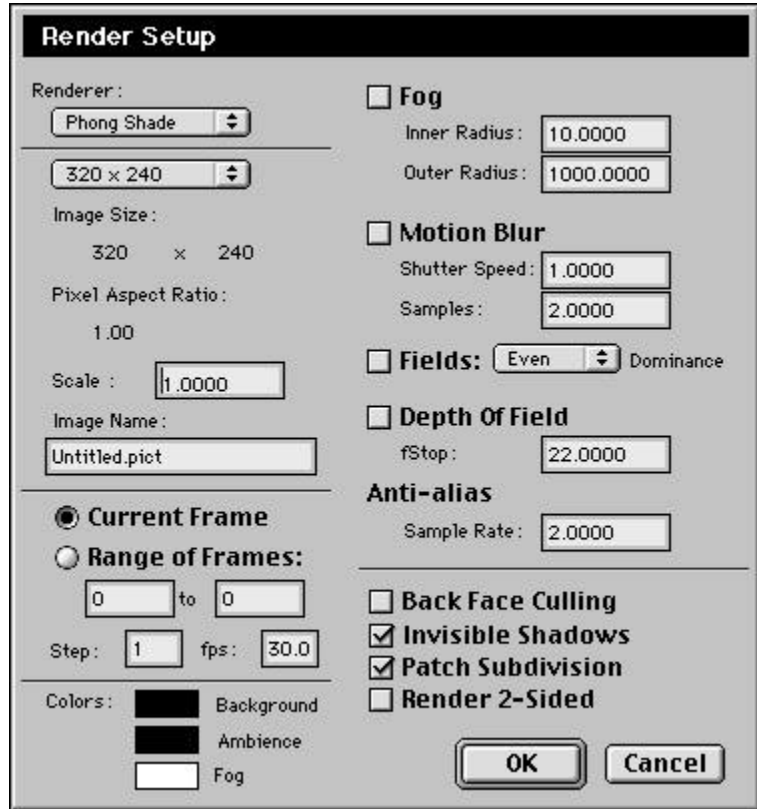 Render Setup
Renderer:
Phong Shade
320 x 240
Image Size:
320 x 240
Pixel Aspect Ratio:
1.00
Scale : 1.0000
Image Name:
Untitled.pict
Current Frame
Range of Frames:
0 to 0
Step: 1 fps: 30.0
Colors: Background
Ambience
Fog
Fog
Inner Radius: 10.0000
Outer Radius: 1000.0000
Motion Blur
Shutter Speed: 1.0000
Samples: 2.0000
Fields: Even Dominance
Depth Of Field
fStop: 22.0000
Anti-alias
Sample Rate: 2.0000
Back Face Culling
Invisible Shadows
Patch Subdivision
Render 2-Sided
OK Cancel